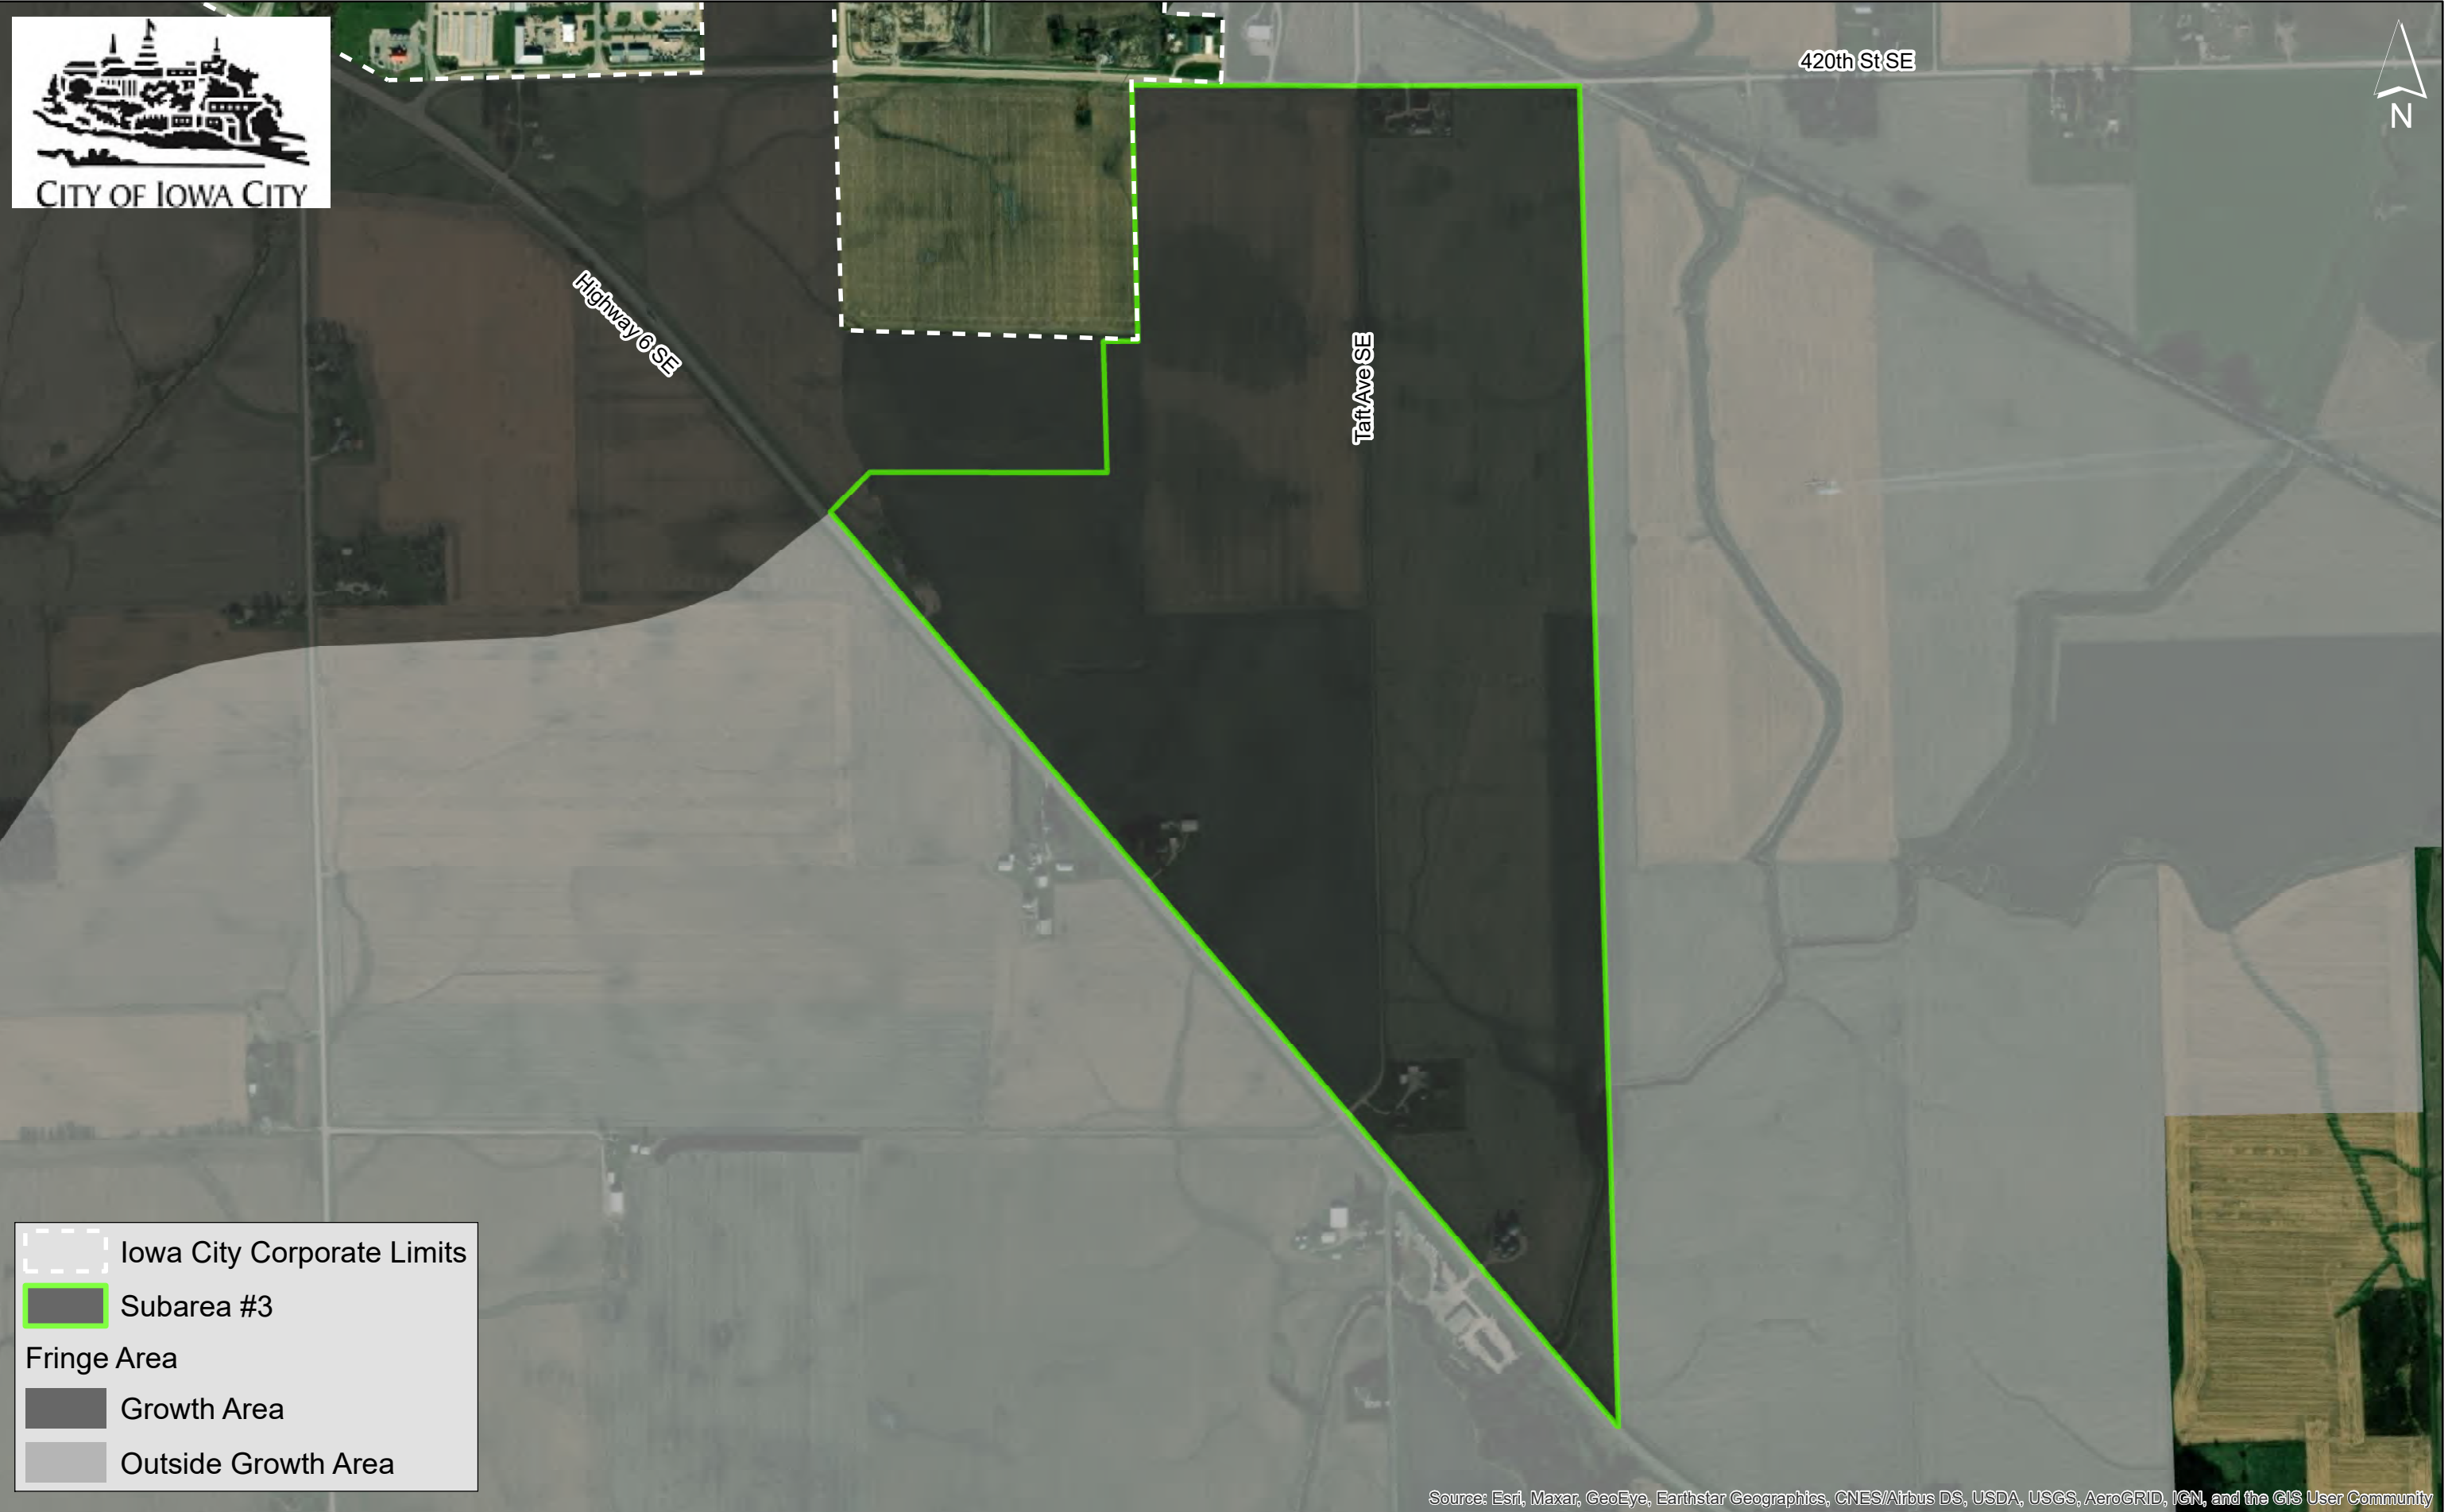 CITY OF IOWA CITY
420th St SE
N
Highway 6 SE
Taft Ave SE
Iowa City Corporate Limits
Subarea #3
Fringe Area
Growth Area
Outside Growth Area
Source: Esri, Maxar, GeoEye, Earthstar Geographics, CNES/Airbus DS, USDA, USGS, AeroGRID, IGN, and the GIS User Community